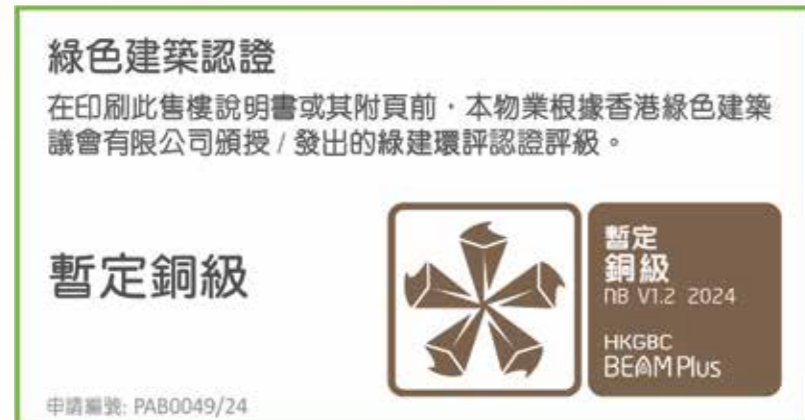 綠色建築認證
在印刷此售樓說明書或其附頁前，本物業根據香港綠色建築
議會有限公司頒授 / 發出的綠建環評認證評級。
暫定銅級
暫定
銅級
NB V1.2 2024
HKGBC
BEAM Plus
申請編號: PAB0049/24